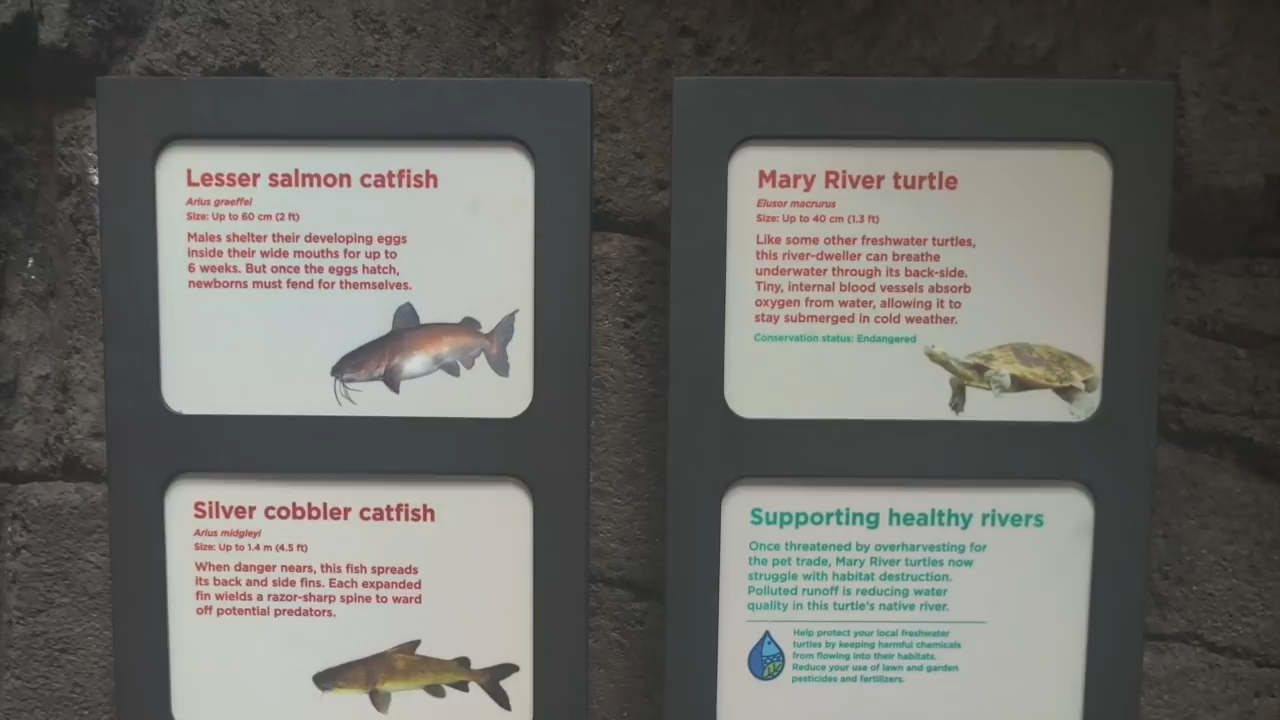 Lesser salmon catfish
Arius graeffei
Size: Up to 60 cm (2 ft)
Males shelter their developing eggs
inside their wide mouths for up to
6 weeks. But once the eggs hatch,
newborns must fend for themselves.
Silver cobbler catfish
Arius midgleyi
Size: Up to 1.4 m (4.5 ft)
When danger nears, this fish spreads
its back and side fins. Each expanded
fin wields a razor-sharp spine to ward
off potential predators.
Mary River turtle
Elusor macrurus
Size: Up to 40 cm (1.3 ft)
Like some other freshwater turtles,
this river-dweller can breathe
underwater through its back-side.
Tiny, internal blood vessels absorb
oxygen from water, allowing it to
stay submerged in cold weather.
Conservation status: Endangered
Supporting healthy rivers
Once threatened by overharvesting for
the pet trade, Mary River turtles now
struggle with habitat destruction.
Polluted runoff is reducing water
quality in this turtle's native river.
Help protect your local freshwater
turtles by keeping harmful chemicals
from flowing into their habitats.
Reduce your use of lawn and garden
pesticides and fertilizers.